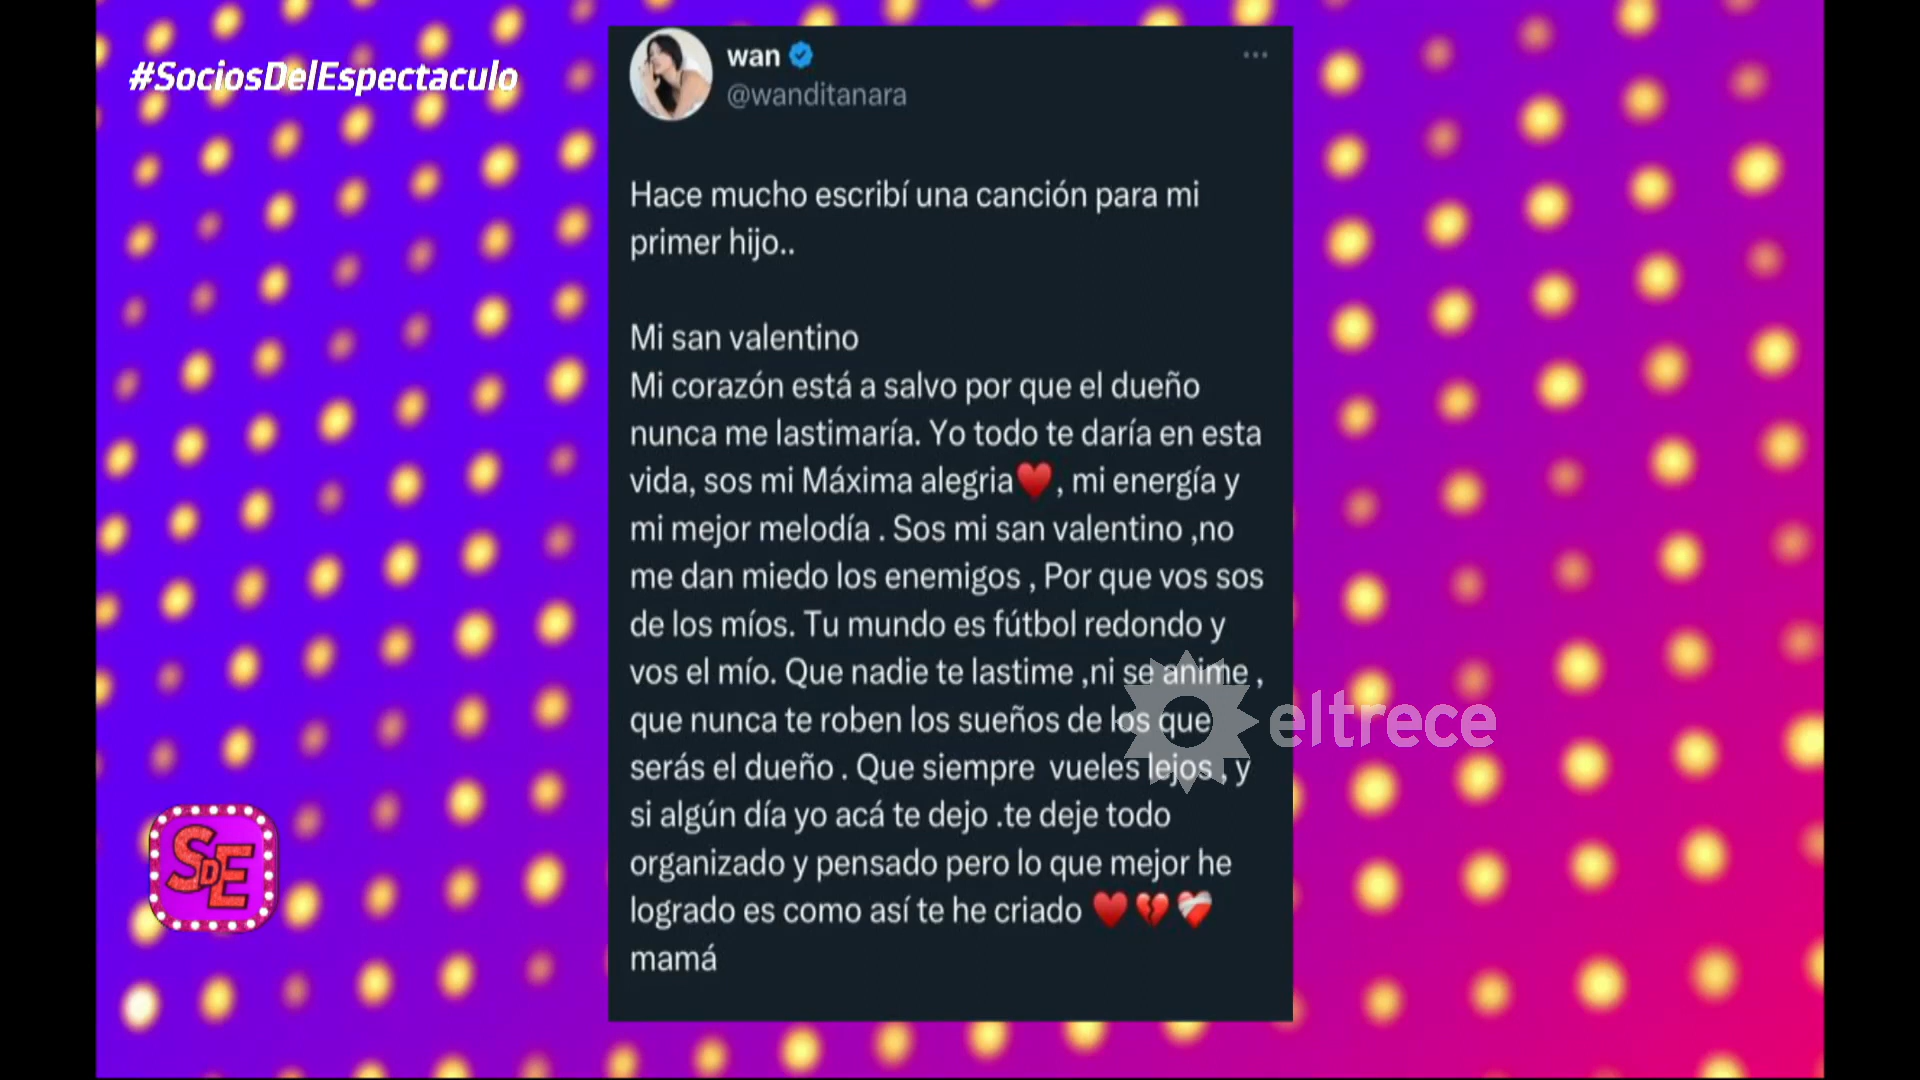 #SociosDelEspectaculo
wan
@wanditanara
Hace mucho escribí una canción para mi
primer hijo..
Mi san valentino
Mi corazón está a salvo por que el dueño
nunca me lastimaría. Yo todo te daría en esta
vida, sos mi Máxima alegria❤️, mi energía y
mi mejor melodía . Sos mi san valentino ,no
me dan miedo los enemigos , Por que vos sos
de los míos. Tu mundo es fútbol redondo y
vos el mío. Que nadie te lastime ,ni se anime ,
que nunca te roben los sueños de los que
serás el dueño . Que siempre  vueles lejos , y
si algún día yo acá te dejo .te deje todo
organizado y pensado pero lo que mejor he
logrado es como así te he criado ❤️💔❤️‍🩹
mamá
eltrece
SDE